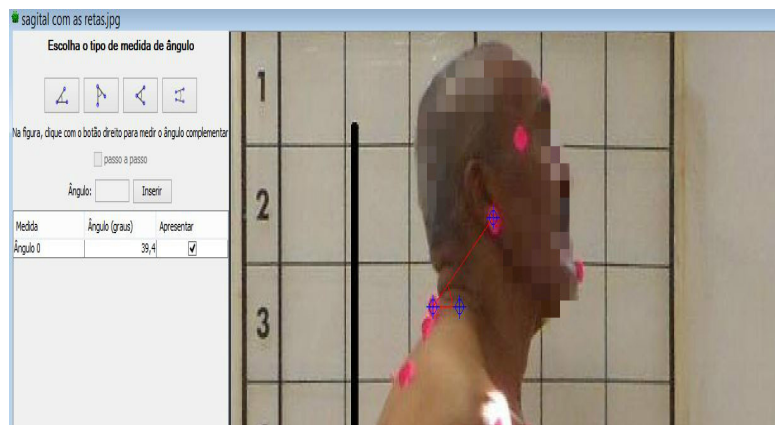 sagital com as retas.jpg
Escolha o tipo de medida de ângulo
Na figura, clique com o botão direito para medir o ângulo complementar
passo a passo
Ângulo:
Inserir
Medida Ângulo (graus) Apresentar
Ângulo 0 39,4
1
2
3